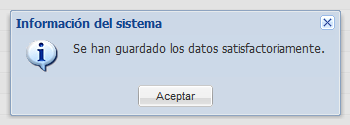 Información del sistema
Se han guardado los datos satisfactoriamente.
Aceptar